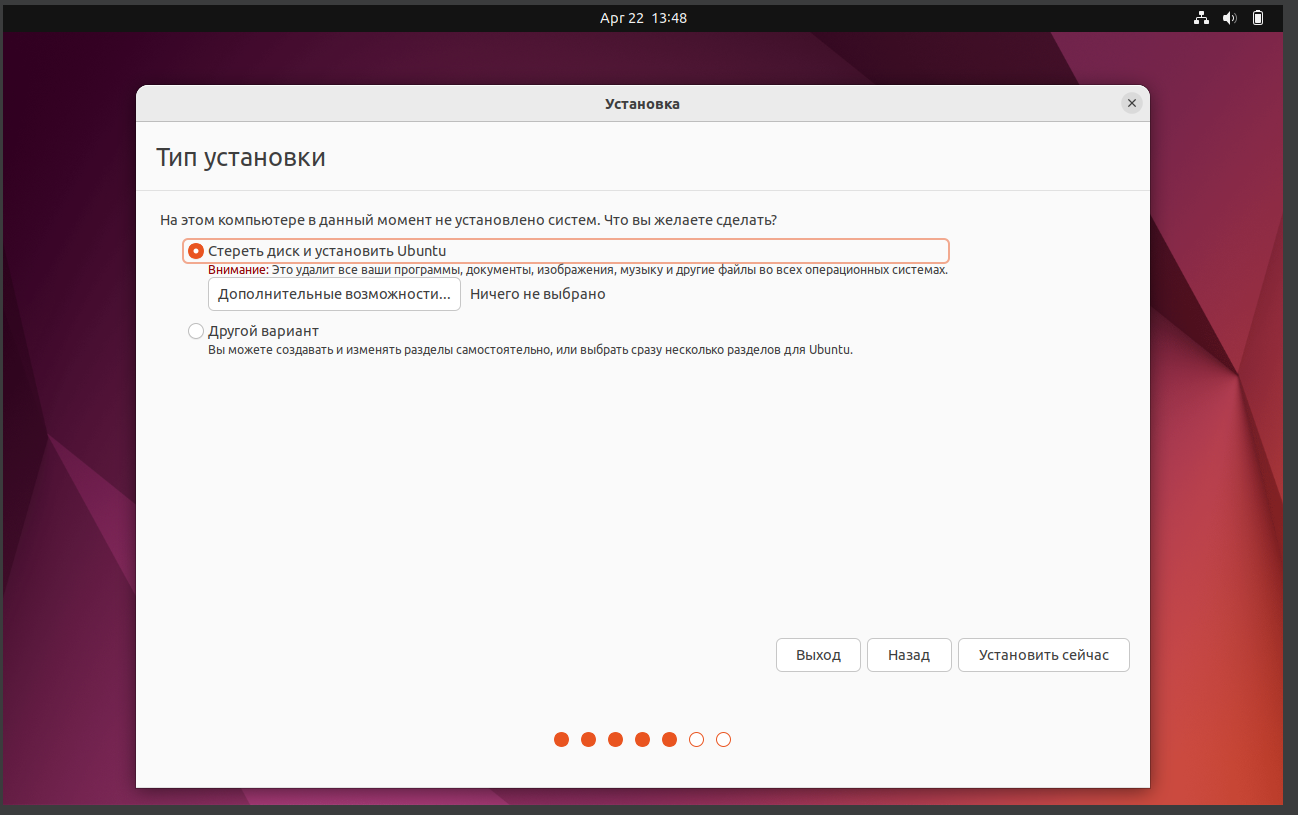 Apr 22 13:48
Установка
Тип установки
На этом компьютере в данный момент не установлено систем. Что вы желаете сделать?
Стереть диск и установить Ubuntu
Внимание: Это удалит все ваши программы, документы, изображения, музыку и другие файлы во всех операционных системах.
Дополнительные возможности... Ничего не выбрано
Другой вариант
Вы можете создавать и изменять разделы самостоятельно, или выбрать сразу несколько разделов для Ubuntu.
Выход Назад Установить сейчас